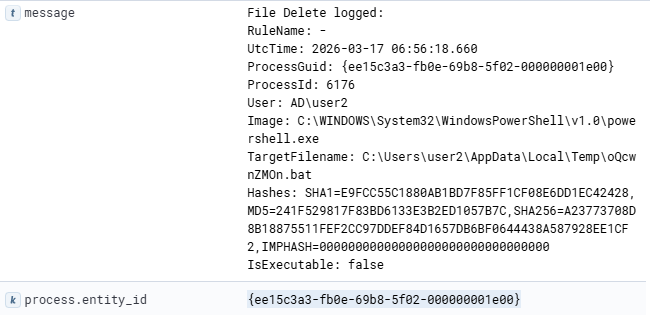 t message
File Delete logged:
RuleName: -
UtcTime: 2026-03-17 06:56:18.660
ProcessGuid: {ee15c3a3-fb0e-69b8-5f02-000000001e00}
ProcessId: 6176
User: AD\user2
Image: C:\WINDOWS\System32\WindowsPowerShell\v1.0\powe
rshell.exe
TargetFilename: C:\Users\user2\AppData\Local\Temp\oQcw
nZMOn.bat
Hashes: SHA1=E9FCC55C1880AB1BD7F85FF1CF08E6DD1EC42428,
MD5=241F529817F83BD6133E3B2ED1057B7C,SHA256=A23773708D
8B18875511FEF2CC97DDEF84D1657DB6BF0644438A587928EE1CF
2,IMPHASH=00000000000000000000000000000000
IsExecutable: false
k process.entity_id
{ee15c3a3-fb0e-69b8-5f02-000000001e00}